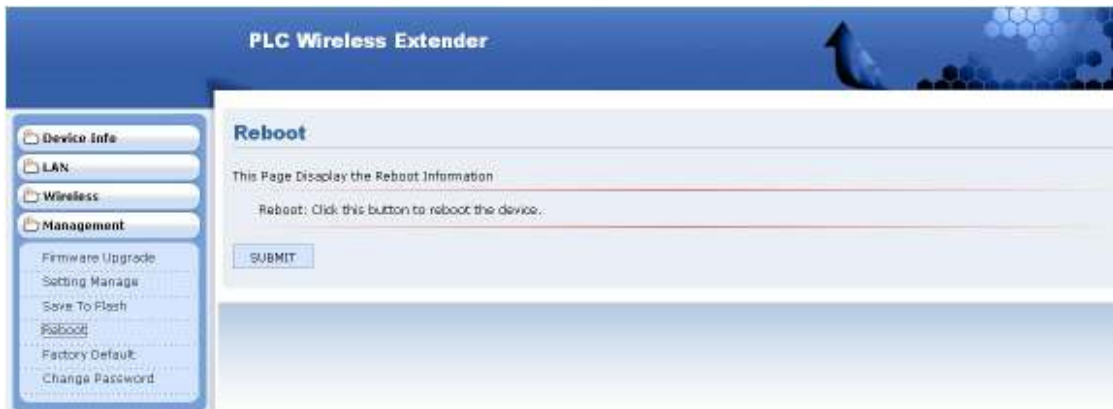 PLC Wireless Extender
Device Info
LAN
Wireless
Management
Firmware Upgrade
Setting Manage
Save To Flash
Reboot
Factory Default
Change Password
Reboot
This Page Disaplay the Reboot Information
Reboot: Click this button to reboot the device.
SUBMIT